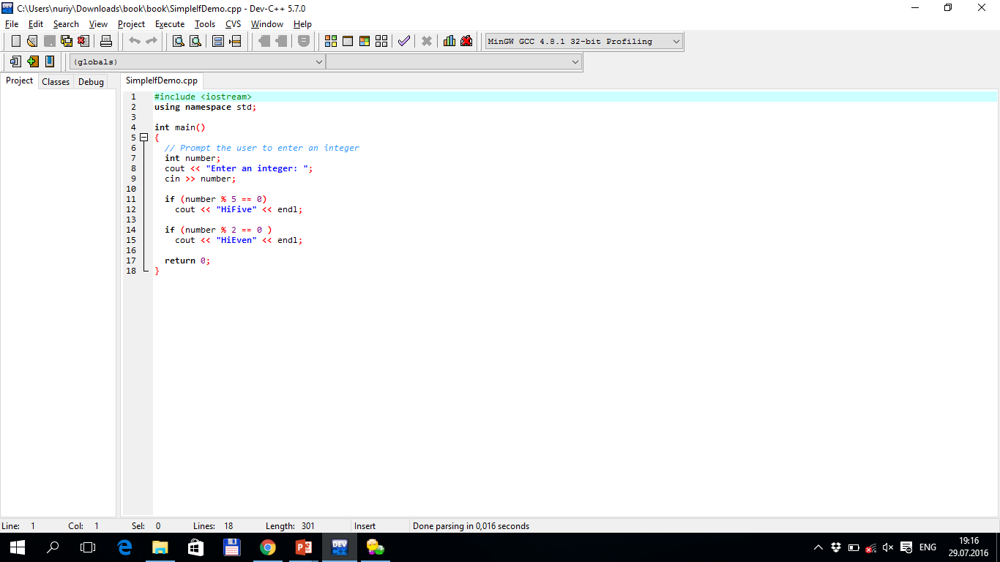 C:\Users\nuriy\Downloads\book\book\SimpleIfDemo.cpp - Dev-C++ 5.7.0
File Edit Search View Project Execute Tools CVS Window Help
MinGW GCC 4.8.1 32-bit Profiling
(globals)
Project Classes Debug SimpleIfDemo.cpp
1 #include <iostream>
2 using namespace std;
3
4 int main()
5 {
6 // Prompt the user to enter an integer
7 int number;
8 cout << "Enter an integer: ";
9 cin >> number;
10
11 if (number % 5 == 0)
12 cout << "HiFive" << endl;
13
14 if (number % 2 == 0 )
15 cout << "HiEven" << endl;
16
17 return 0;
18 }
Line: 1 Col: 1 Sel: 0 Lines: 18 Length: 301 Insert Done parsing in 0,016 seconds
DEV ENG 19:16
29.07.2016